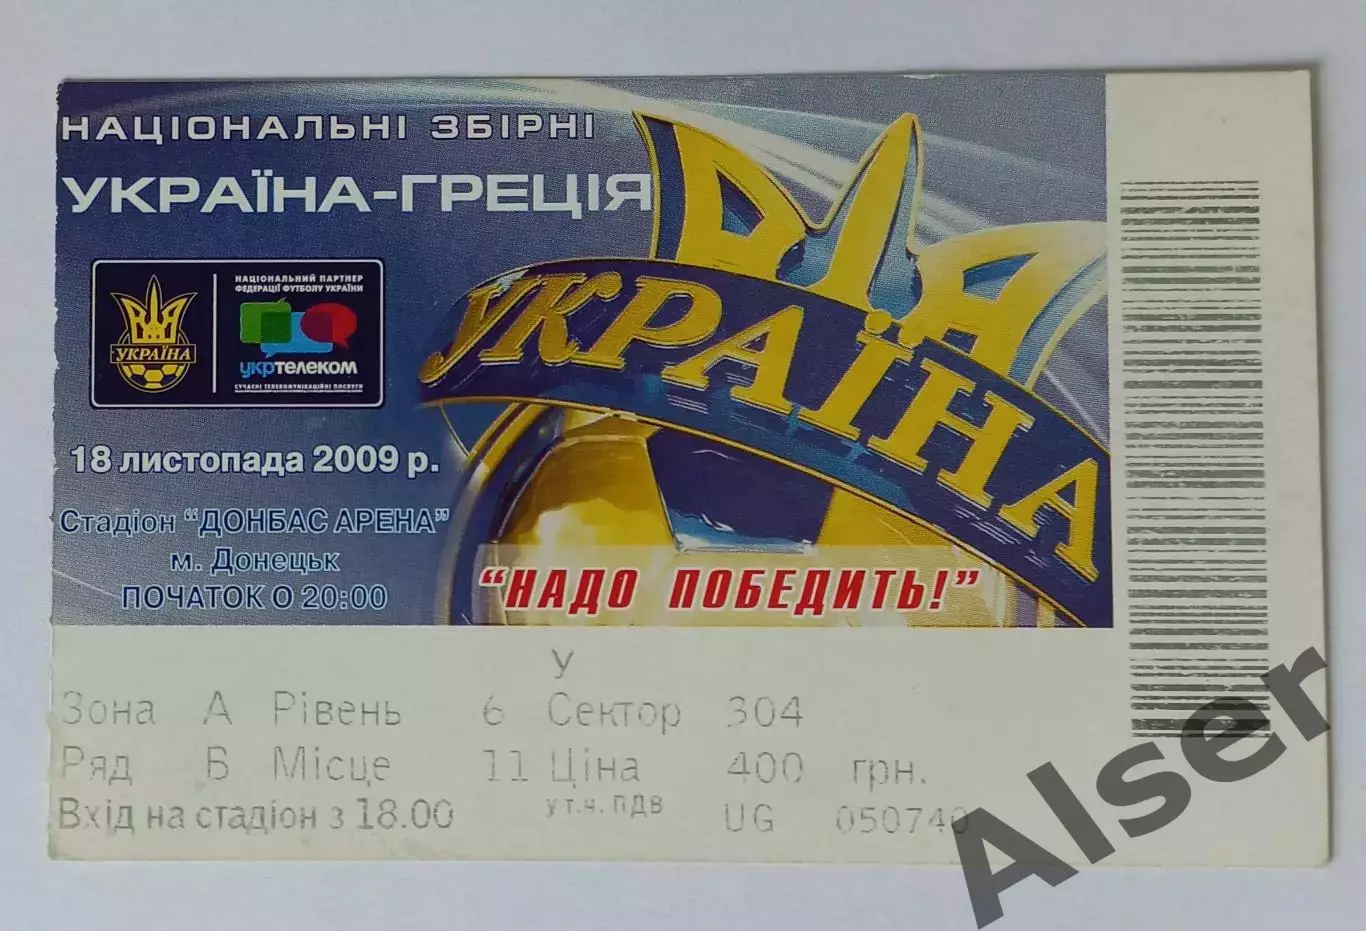 НАЦІОНАЛЬНІ ЗБІРНІ
УКРАЇНА-ГРЕЦІЯ
УКРАЇНА
НАЦІОНАЛЬНИЙ ПАРТНЕР
ФЕДЕРАЦІЇ ФУТБОЛУ УКРАЇНИ
укртелеком
СУЧАСНІ ТЕЛЕКОМУНІКАЦІЙНІ ПОСЛУГИ
УКРАЇНА
18 листопада 2009 р.
Стадіон "ДОНБАС АРЕНА"
м. Донецьк
ПОЧАТОК О 20:00
"НАДО ПОБЕДИТЬ!"
У
Зона А Рівень 6 Сектор 304
Ряд Б Місце 11 Ціна 400 грн.
Вхід на стадіон з 18.00 у т.ч. ПДВ UG 050740
Alser